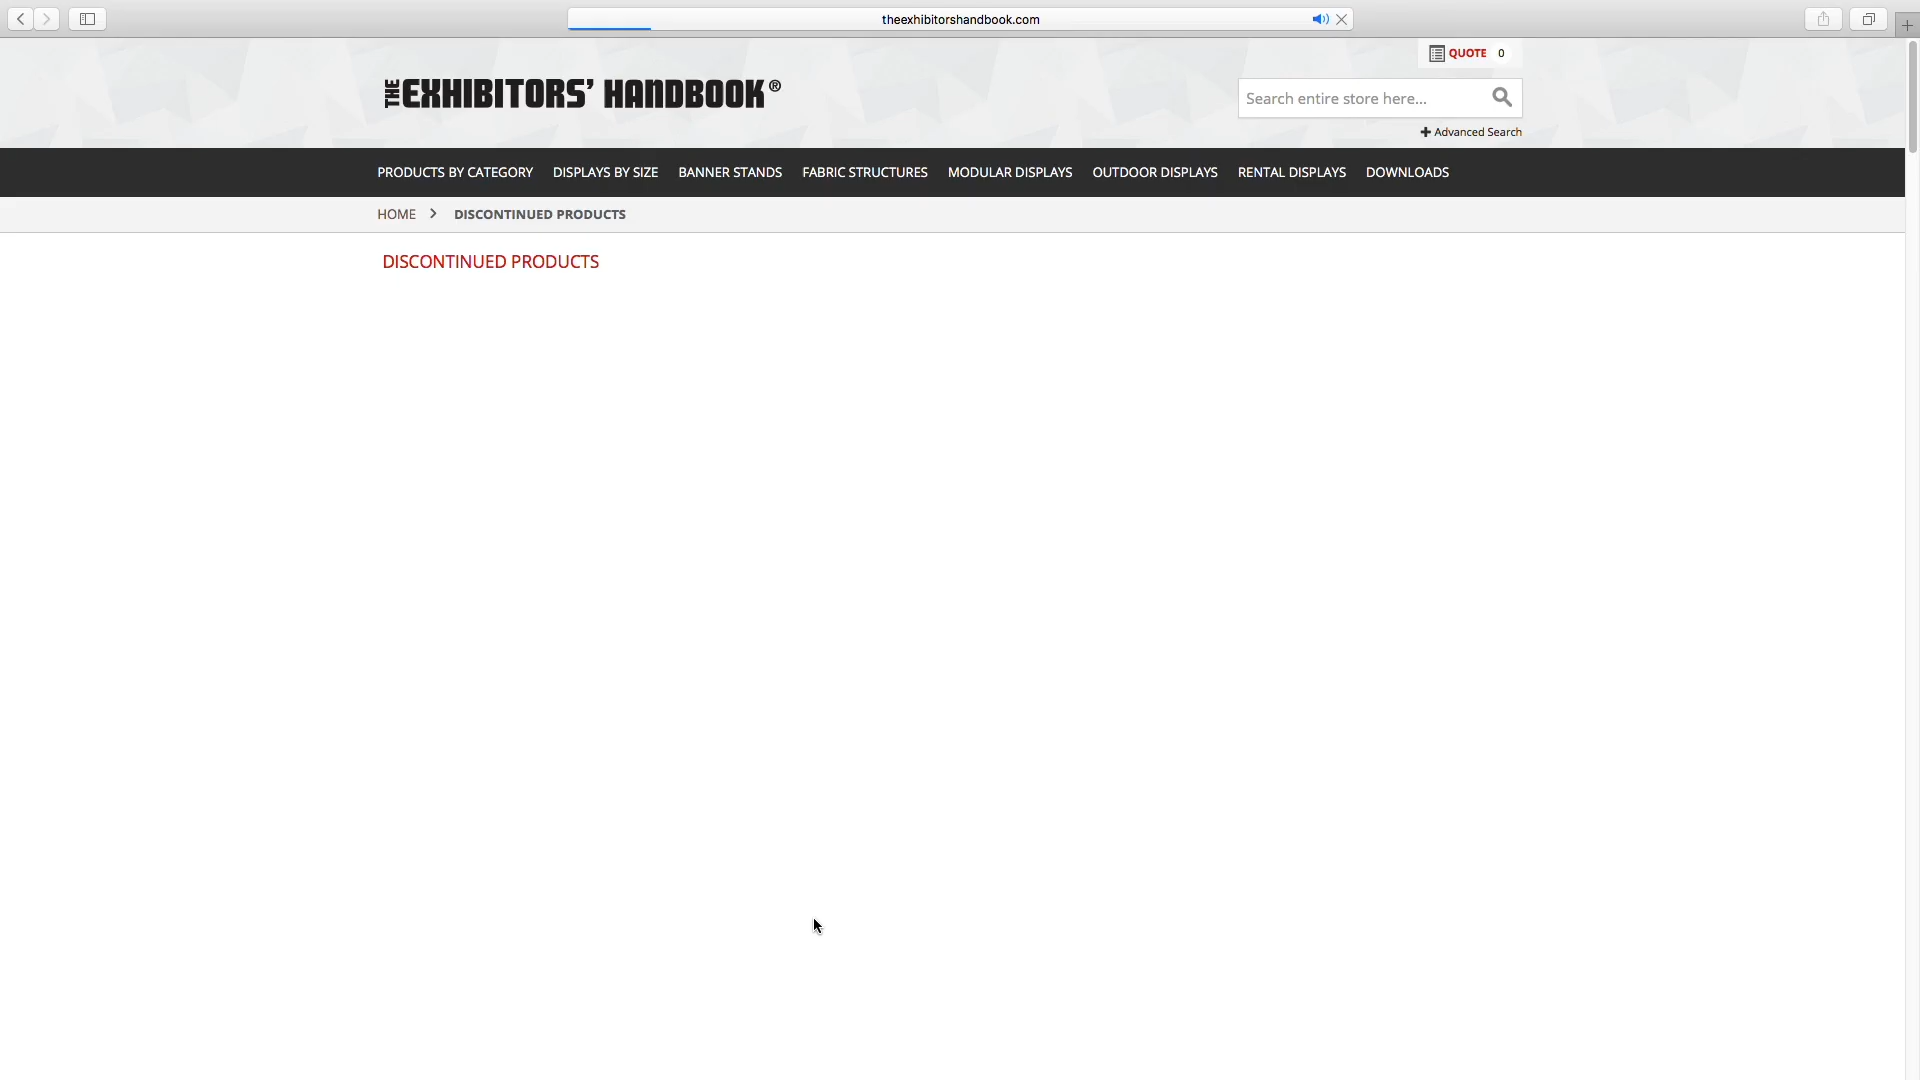 theexhibitorshandbook.com
QUOTE 0
THE EXHIBITORS' HANDBOOK®
Search entire store here...
Advanced Search
PRODUCTS BY CATEGORY DISPLAYS BY SIZE BANNER STANDS FABRIC STRUCTURES MODULAR DISPLAYS OUTDOOR DISPLAYS RENTAL DISPLAYS DOWNLOADS
HOME > DISCONTINUED PRODUCTS
DISCONTINUED PRODUCTS